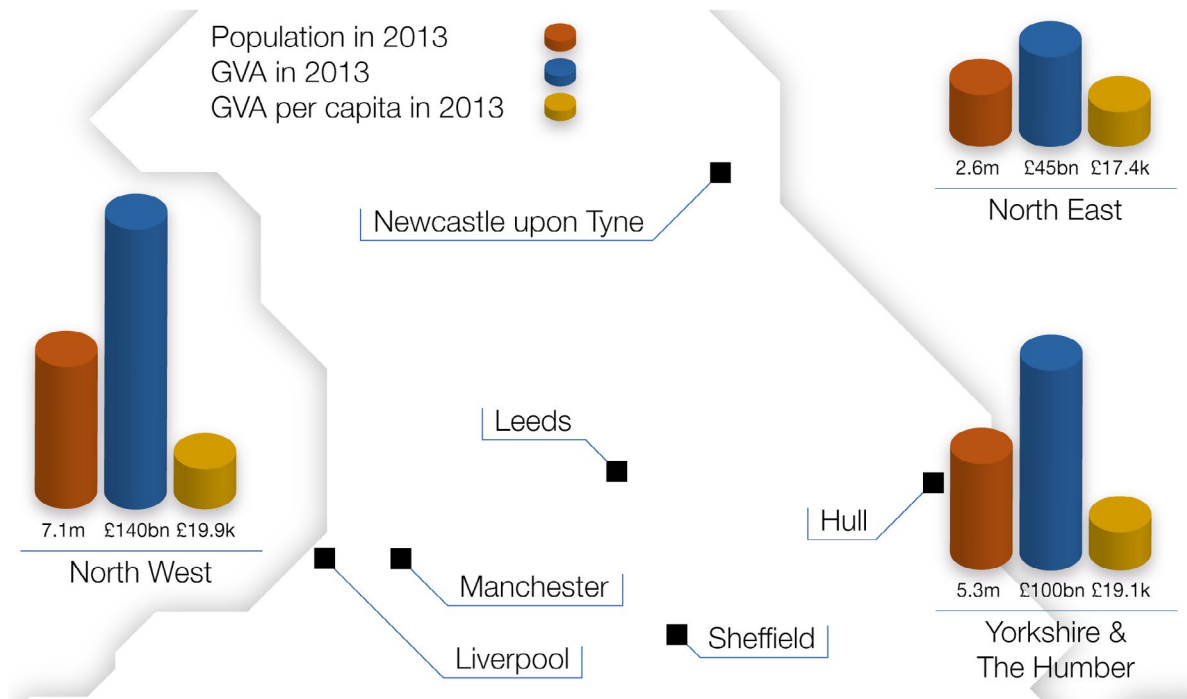 Population in 2013
GVA in 2013
GVA per capita in 2013
2.6m £45bn £17.4k
North East
Newcastle upon Tyne
7.1m £140bn £19.9k
North West
Leeds
Hull
Manchester
Liverpool
Sheffield
5.3m £100bn £19.1k
Yorkshire &
The Humber